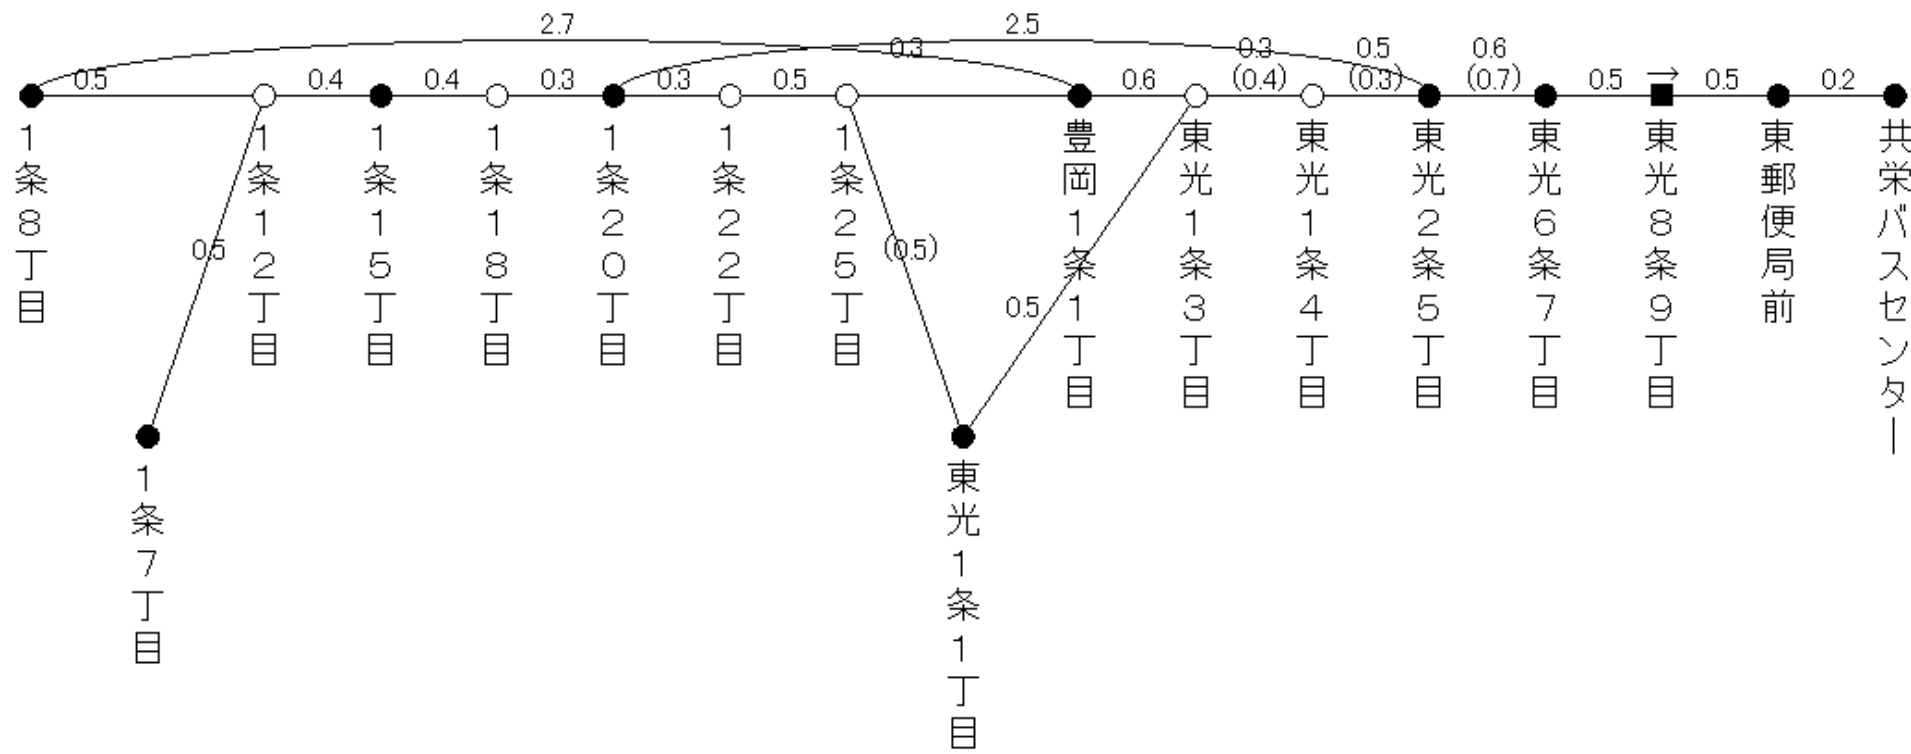 2.7
2.5
0.5
0.4
0.4
0.3
0.3
0.5
0.3
0.6
0.3
(0.4)
0.5
(0.3)
0.6
(0.7)
0.5
→
0.5
0.2
1条8丁目
1条12丁目
1条15丁目
1条18丁目
1条20丁目
1条22丁目
1条25丁目
豊岡1条1丁目
東光1条3丁目
東光1条4丁目
東光2条5丁目
東光6条7丁目
東光8条9丁目
東郵便局前
共栄バスセンター
0.5
(0.5)
0.5
1条7丁目
東光1条1丁目